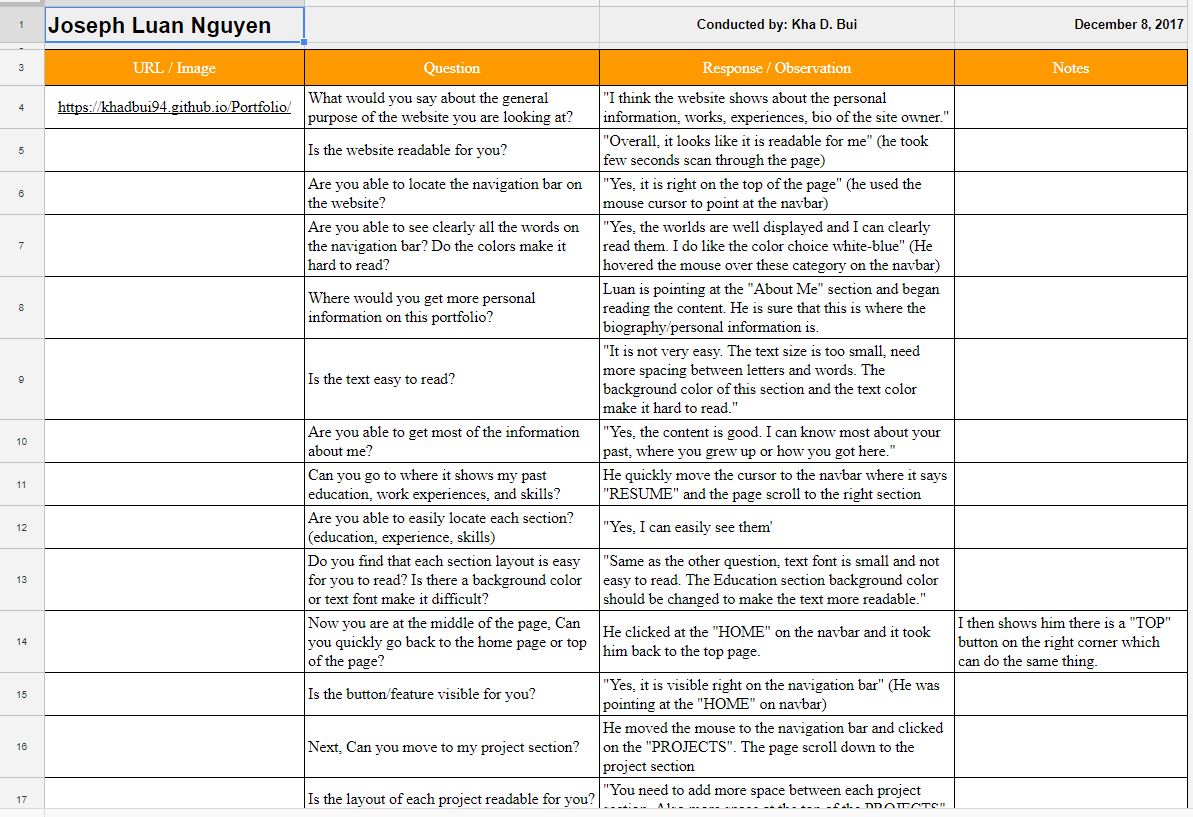 1 Joseph Luan Nguyen Conducted by: Kha D. Bui December 8, 2017
3 URL / Image Question Response / Observation Notes
4
https://khadbui94.github.io/Portfolio/
What would you say about the general
purpose of the website you are looking at?
"I think the website shows about the personal
information, works, experiences, bio of the site owner."
5
Is the website readable for you?
"Overall, it looks like it is readable for me" (he took
few seconds scan through the page)
6
Are you able to locate the navigation bar on
the website?
"Yes, it is right on the top of the page" (he used the
mouse cursor to point at the navbar)
7
Are you able to see clearly all the words on
the navigation bar? Do the colors make it
hard to read?
"Yes, the worlds are well displayed and I can clearly
read them. I do like the color choice white-blue" (He
hovered the mouse over these category on the navbar)
8
Where would you get more personal
information on this portfolio?
Luan is pointing at the "About Me" section and began
reading the content. He is sure that this is where the
biography/personal information is.
9
Is the text easy to read?
"It is not very easy. The text size is too small, need
more spacing between letters and words. The
background color of this section and the text color
make it hard to read."
10
Are you able to get most of the information
about me?
"Yes, the content is good. I can know most about your
past, where you grew up or how you got here."
11
Can you go to where it shows my past
education, work experiences, and skills?
He quickly move the cursor to the navbar where it says
"RESUME" and the page scroll to the right section
12
Are you able to easily locate each section?
(education, experience, skills)
"Yes, I can easily see them'
13
Do you find that each section layout is easy
for you to read? Is there a background color
or text font make it difficult?
"Same as the other question, text font is small and not
easy to read. The Education section background color
should be changed to make the text more readable."
14
Now you are at the middle of the page, Can
you quickly go back to the home page or top
of the page?
He clicked at the "HOME" on the navbar and it took
him back to the top page.
I then shows him there is a "TOP"
button on the right corner which
can do the same thing.
15
Is the button/feature visible for you?
"Yes, it is visible right on the navigation bar" (He was
pointing at the "HOME" on navbar)
16
Next, Can you move to my project section?
He moved the mouse to the navigation bar and clicked
on the "PROJECTS". The page scroll down to the
project section
17
Is the layout of each project readable for you?
"You need to add more space between each project
section. Also more space at the top of the PROJECTS"